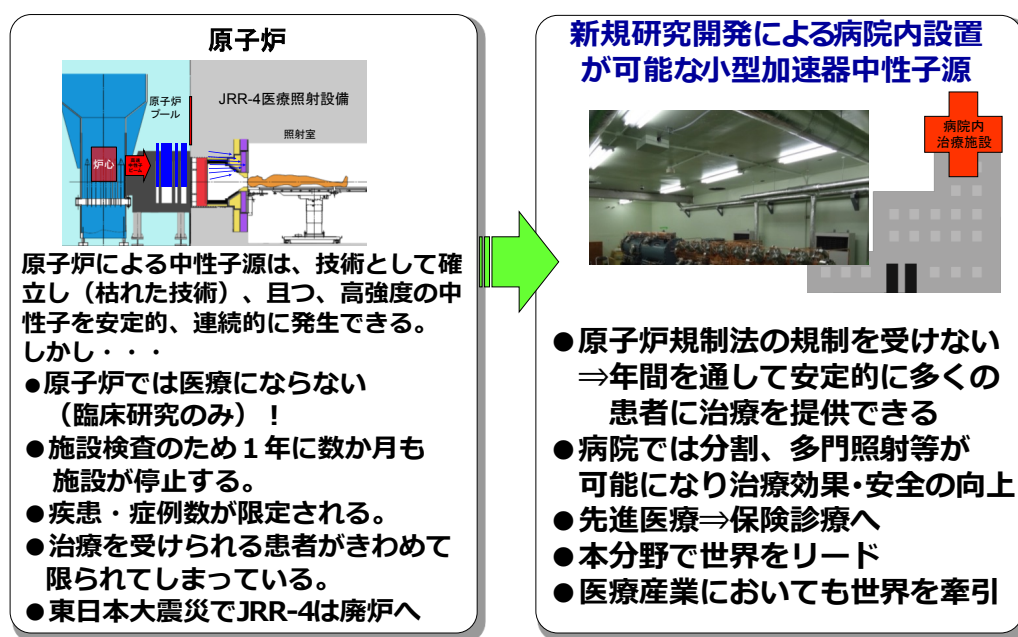 原子炉
原子炉
プール
JRR-4医療照射設備
照射室
炉心
原子炉による中性子源は、技術として確
立し（枯れた技術）、且つ、高強度の中
性子を安定的、連続的に発生できる。
しかし・・・
●原子炉では医療にならない
（臨床研究のみ）！
●施設検査のため１年に数か月も
施設が停止する。
●疾患・症例数が限定される。
●治療を受けられる患者がきわめて
限られてしまっている。
●東日本大震災でJRR-4は廃炉へ
新規研究開発による病院内設置
が可能な小型加速器中性子源
病院内
治療施設
●原子炉規制法の規制を受けない
⇒年間を通して安定的に多くの
患者に治療を提供できる
●病院では分割、多門照射等が
可能になり治療効果･安全の向上
●先進医療⇒保険診療へ
●本分野で世界をリード
●医療産業においても世界を牽引